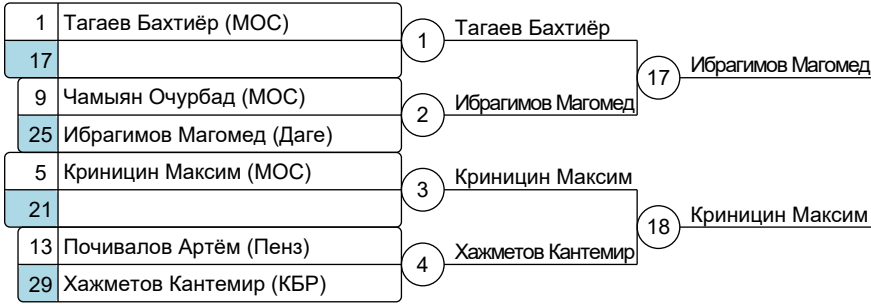 1 Тагаев Бахтиёр (МОС)
17
9 Чамыян Очурбад (МОС)
25 Ибрагимов Магомед (Даге)
5 Криницин Максим (МОС)
21
13 Почивалов Артём (Пенз)
29 Хажметов Кантемир (КБР)
1 Тагаев Бахтиёр
2 Ибрагимов Магомед
3 Криницин Максим
4 Хажметов Кантемир
17 Ибрагимов Магомед
18 Криницин Максим